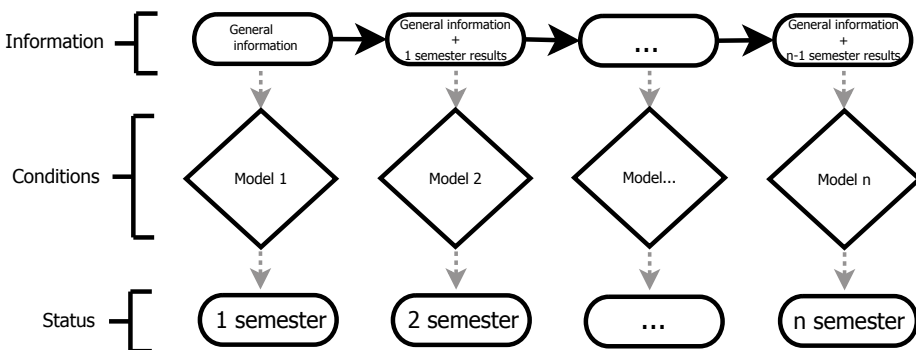 Information
General
information
General information
+
1 semester results
...
General information
+
n-1 semester results
Conditions
Model 1
Model 2
Model...
Model n
Status
1 semester
2 semester
...
n semester